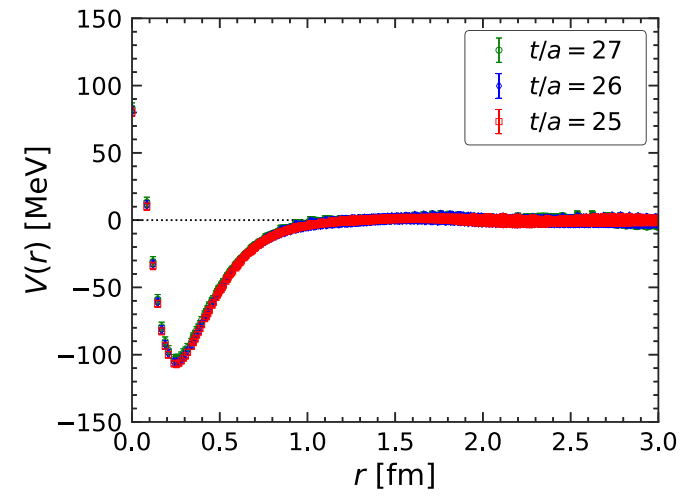 150
100
50
0
−50
−100
−150
V(r) [MeV]
t/a = 27
t/a = 26
t/a = 25
0.0 0.5 1.0 1.5 2.0 2.5 3.0
r [fm]